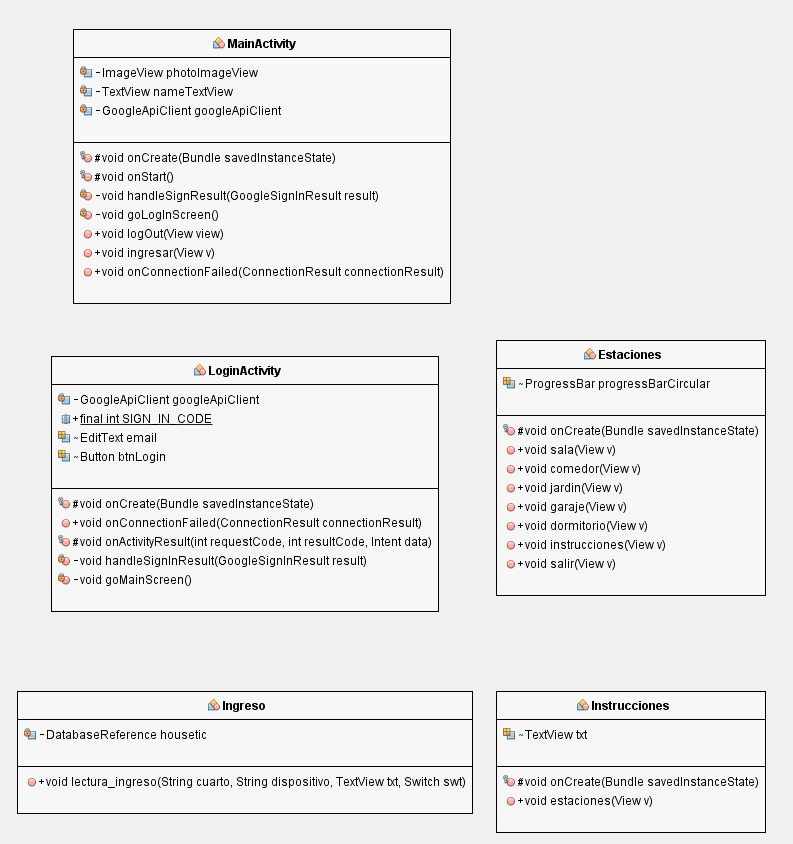 MainActivity
-ImageView photoImageView
-TextView nameTextView
-GoogleApiClient googleApiClient
#void onCreate(Bundle savedInstanceState)
#void onStart()
-void handleSignResult(GoogleSignInResult result)
-void goLogInScreen()
+void logOut(View view)
+void ingresar(View v)
+void onConnectionFailed(ConnectionResult connectionResult)
LoginActivity
-GoogleApiClient googleApiClient
+final int SIGN_IN_CODE
~EditText email
~Button btnLogin
#void onCreate(Bundle savedInstanceState)
+void onConnectionFailed(ConnectionResult connectionResult)
#void onActivityResult(int requestCode, int resultCode, Intent data)
-void handleSignInResult(GoogleSignInResult result)
-void goMainScreen()
Estaciones
~ProgressBar progressBarCircular
#void onCreate(Bundle savedInstanceState)
+void sala(View v)
+void comedor(View v)
+void jardin(View v)
+void garaje(View v)
+void dormitorio(View v)
+void instrucciones(View v)
+void salir(View v)
Ingreso
-DatabaseReference housetic
+void lectura_ingreso(String cuarto, String dispositivo, TextView txt, Switch swt)
Instrucciones
~TextView txt
#void onCreate(Bundle savedInstanceState)
+void estaciones(View v)